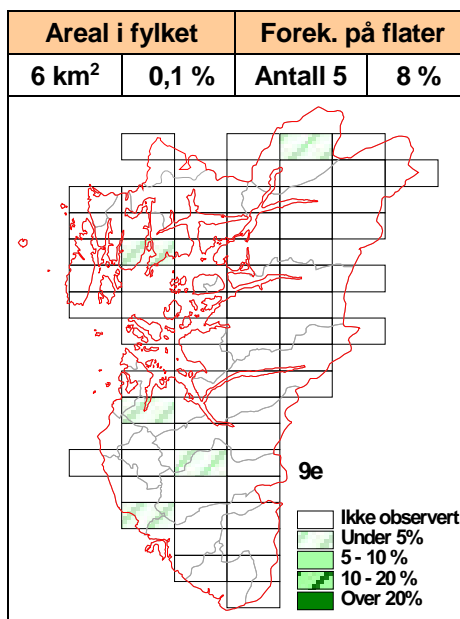 Areal i fylket Forek. på flater
6 km² 0,1 % Antall 5 8 %
9e
Ikke observert
Under 5%
5 - 10 %
10 - 20 %
Over 20%